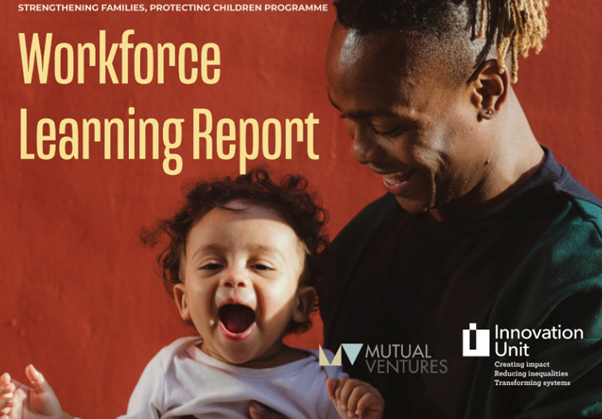 STRENGTHENING FAMILIES, PROTECTING CHILDREN PROGRAMME
Workforce
Learning Report
MUTUAL
VENTURES
Innovation
Unit
Creating impact
Reducing inequalities
Transforming systems